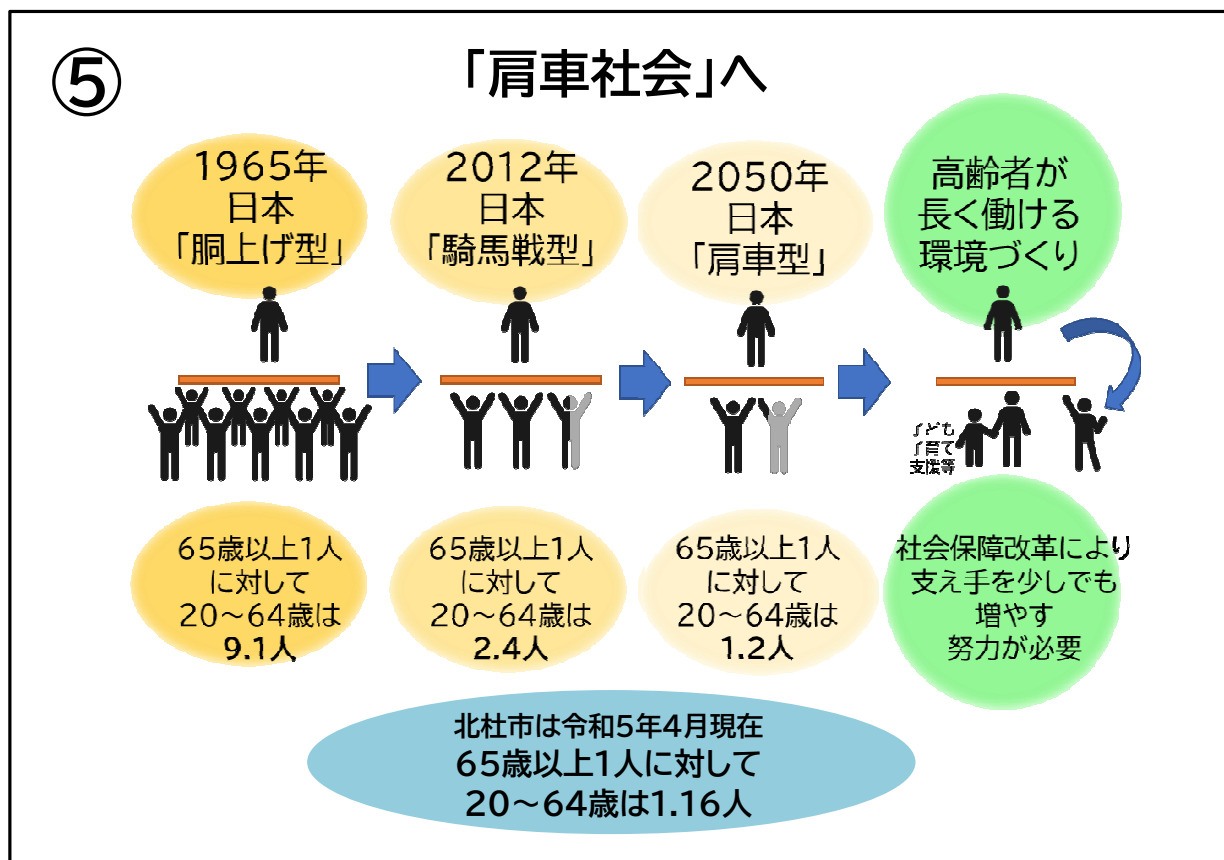 ⑤
「肩車社会」へ
1965年
日本
「胴上げ型」
2012年
日本
「騎馬戦型」
2050年
日本
「肩車型」
高齢者が
長く働ける
環境づくり
子ども
子育て
支援等
65歳以上1人
に対して
20～64歳は
9.1人
65歳以上1人
に対して
20～64歳は
2.4人
65歳以上1人
に対して
20～64歳は
1.2人
社会保障改革により
支え手を少しでも
増やす
努力が必要
北杜市は令和5年4月現在
65歳以上1人に対して
20～64歳は1.16人